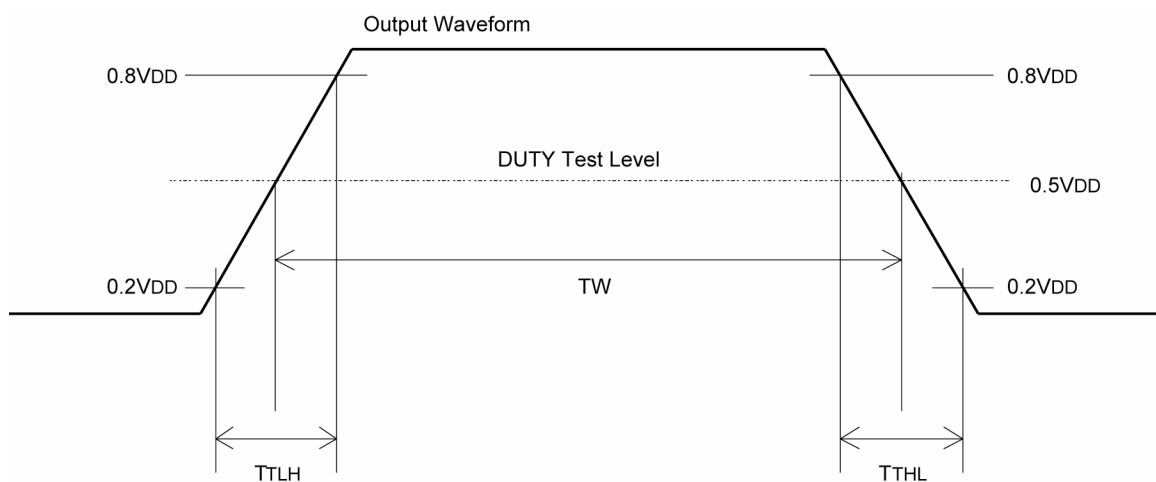 Output Waveform
0.8VDD
0.8VDD
DUTY Test Level
0.5VDD
0.2VDD
TW
0.2VDD
TTLH
TTHL